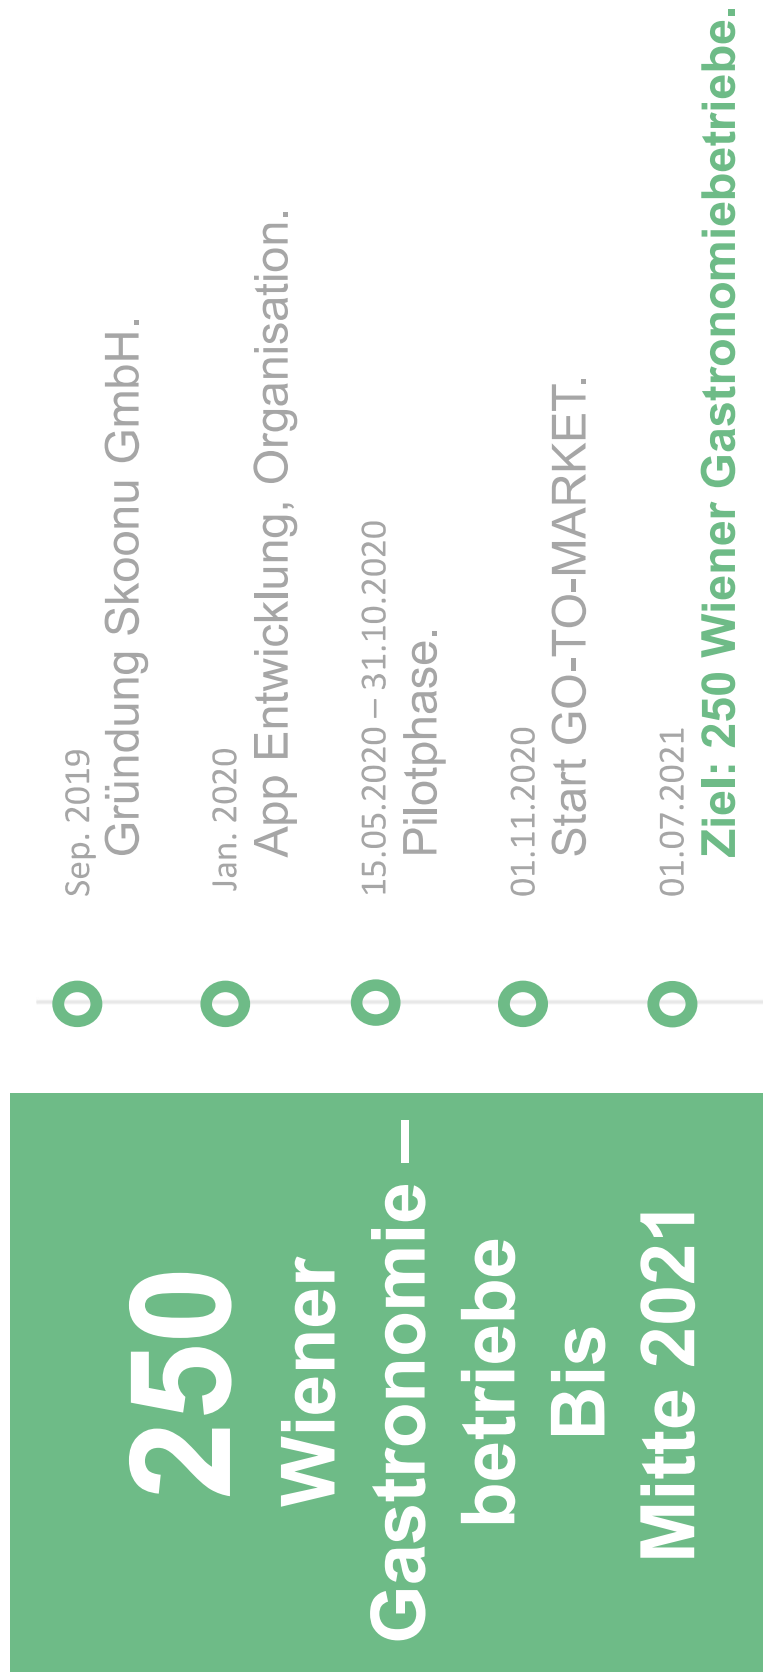 250
Wiener
Gastronomie –
betriebe
Bis
Mitte 2021
Sep. 2019
Gründung Skoonu GmbH.
Jan. 2020
App Entwicklung, Organisation.
15.05.2020 – 31.10.2020
Pilotphase.
01.11.2020
Start GO-TO-MARKET.
01.07.2021
Ziel: 250 Wiener Gastronomiebetriebe.